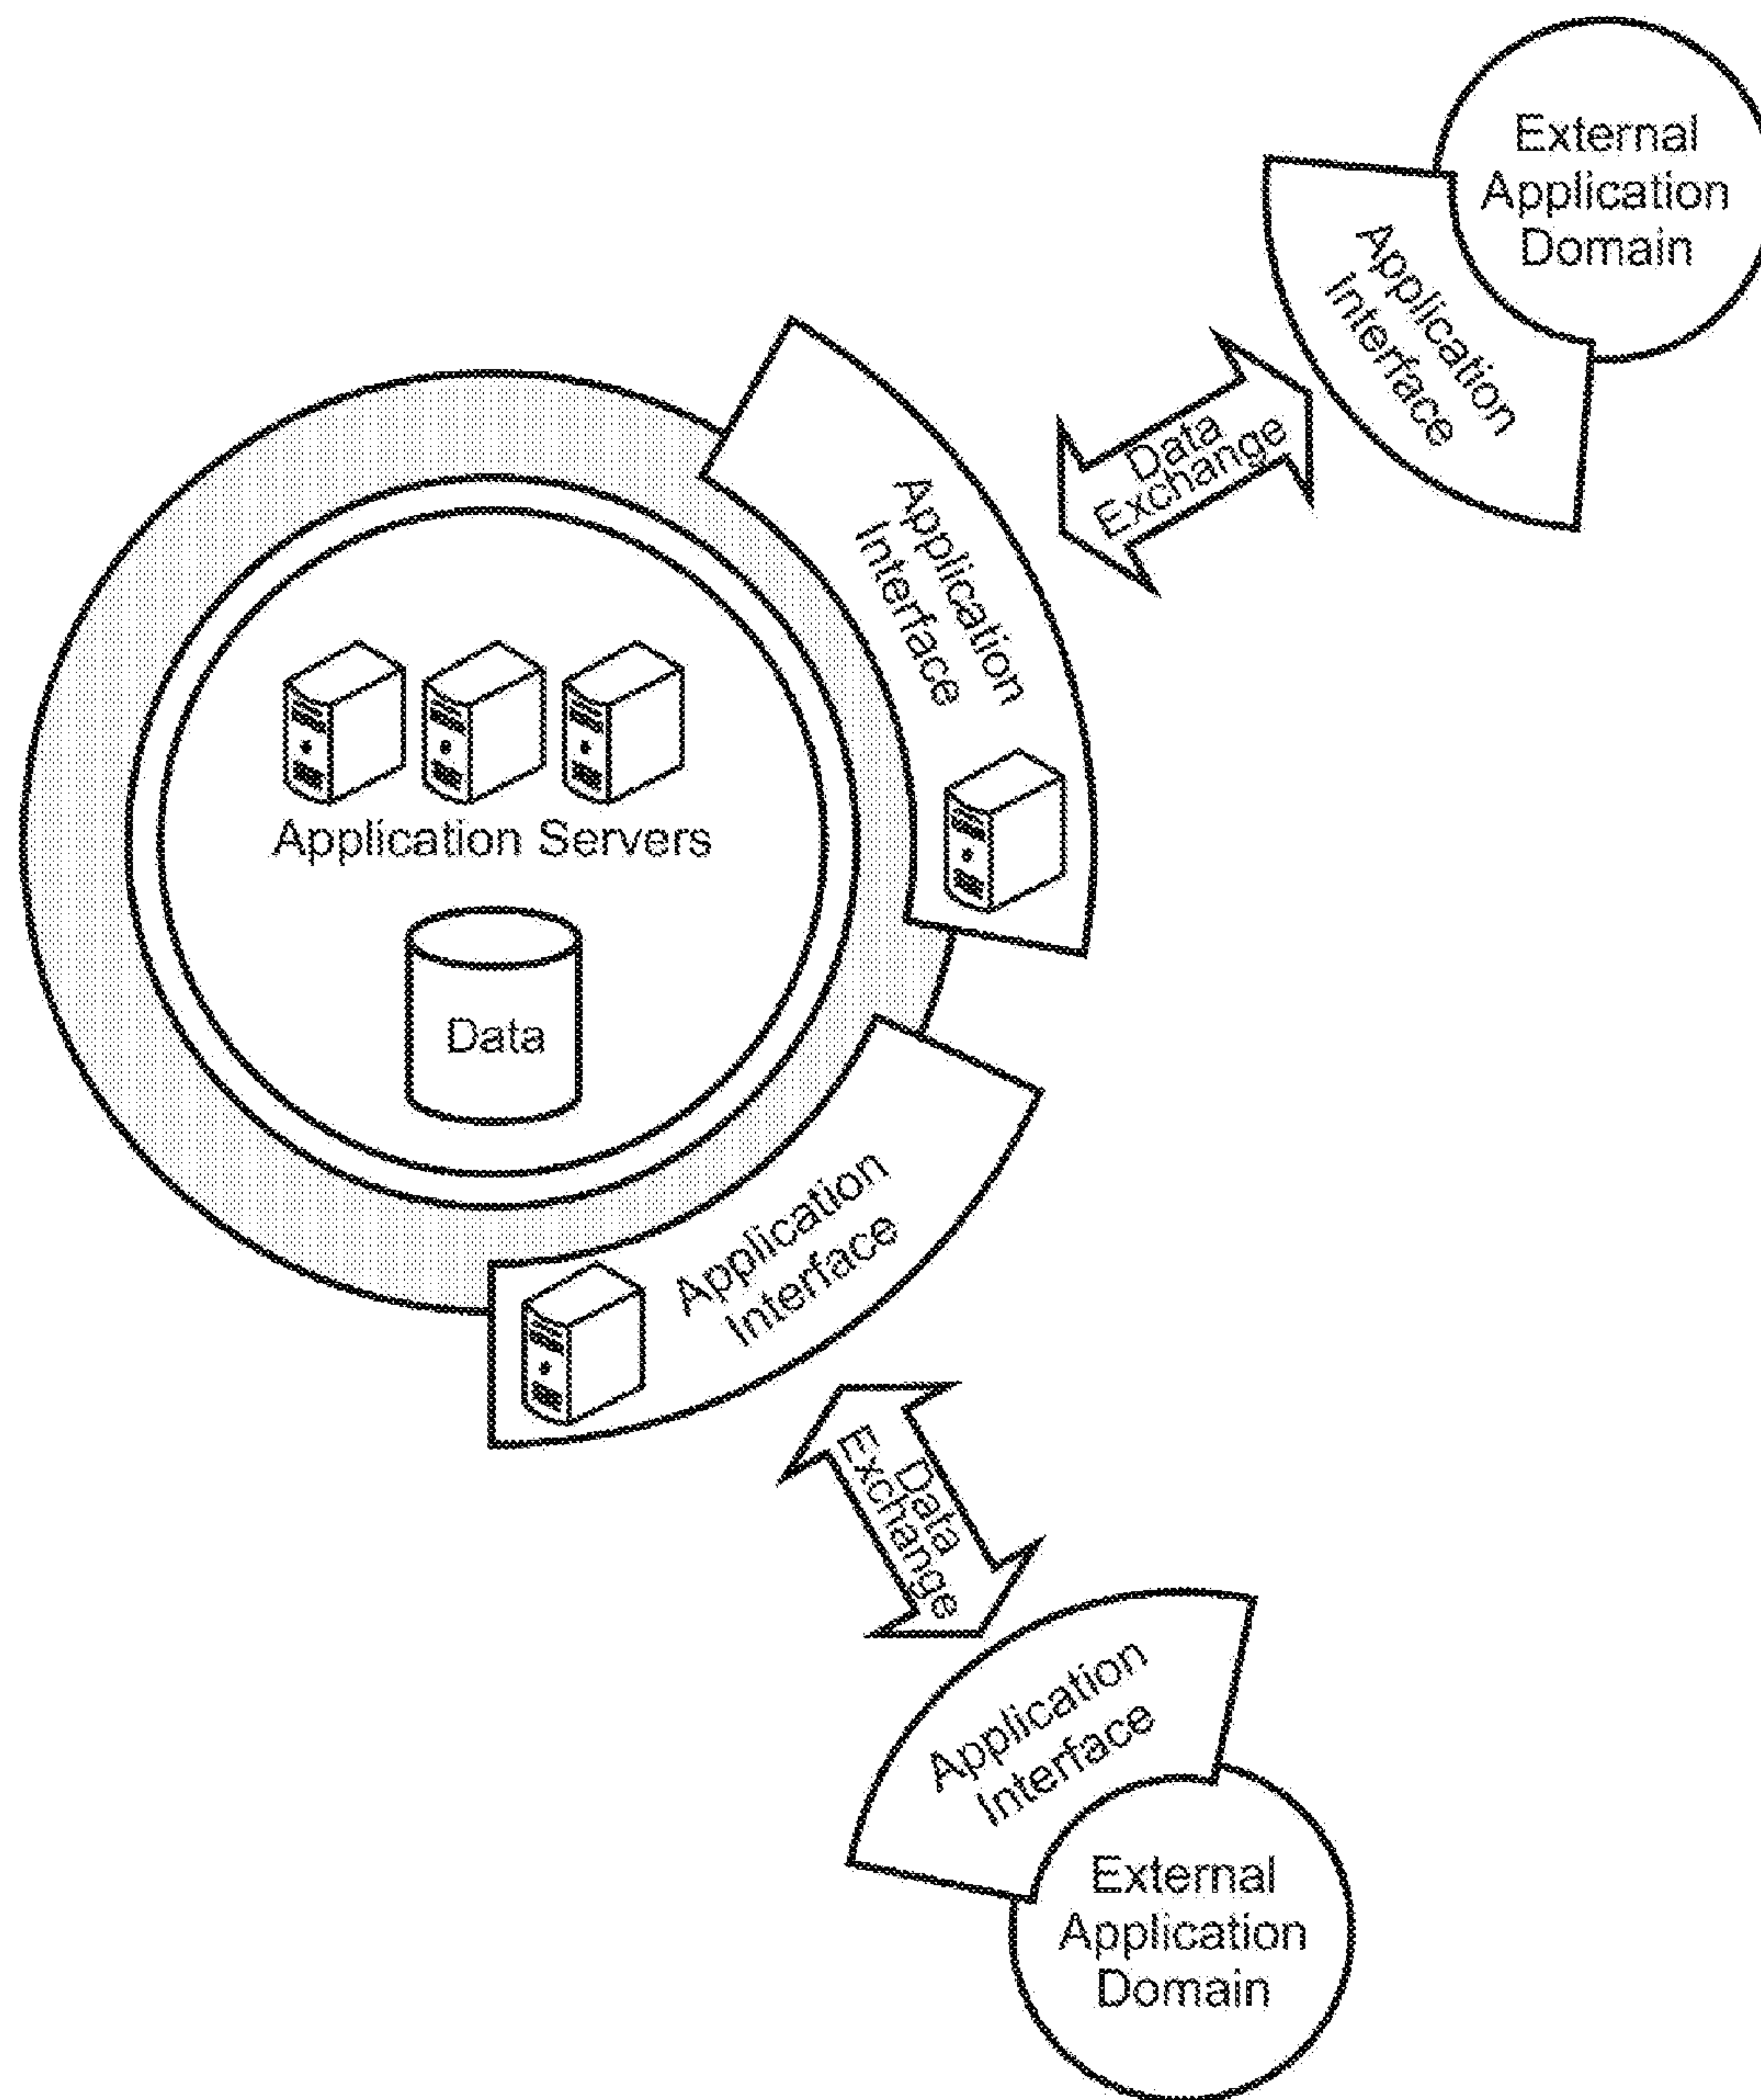 External
Application
Domain
Application
Interface
Data
Exchange
Application
Interface
Application Servers
Data
Application
Interface
Data
Exchange
Application
Interface
External
Application
Domain